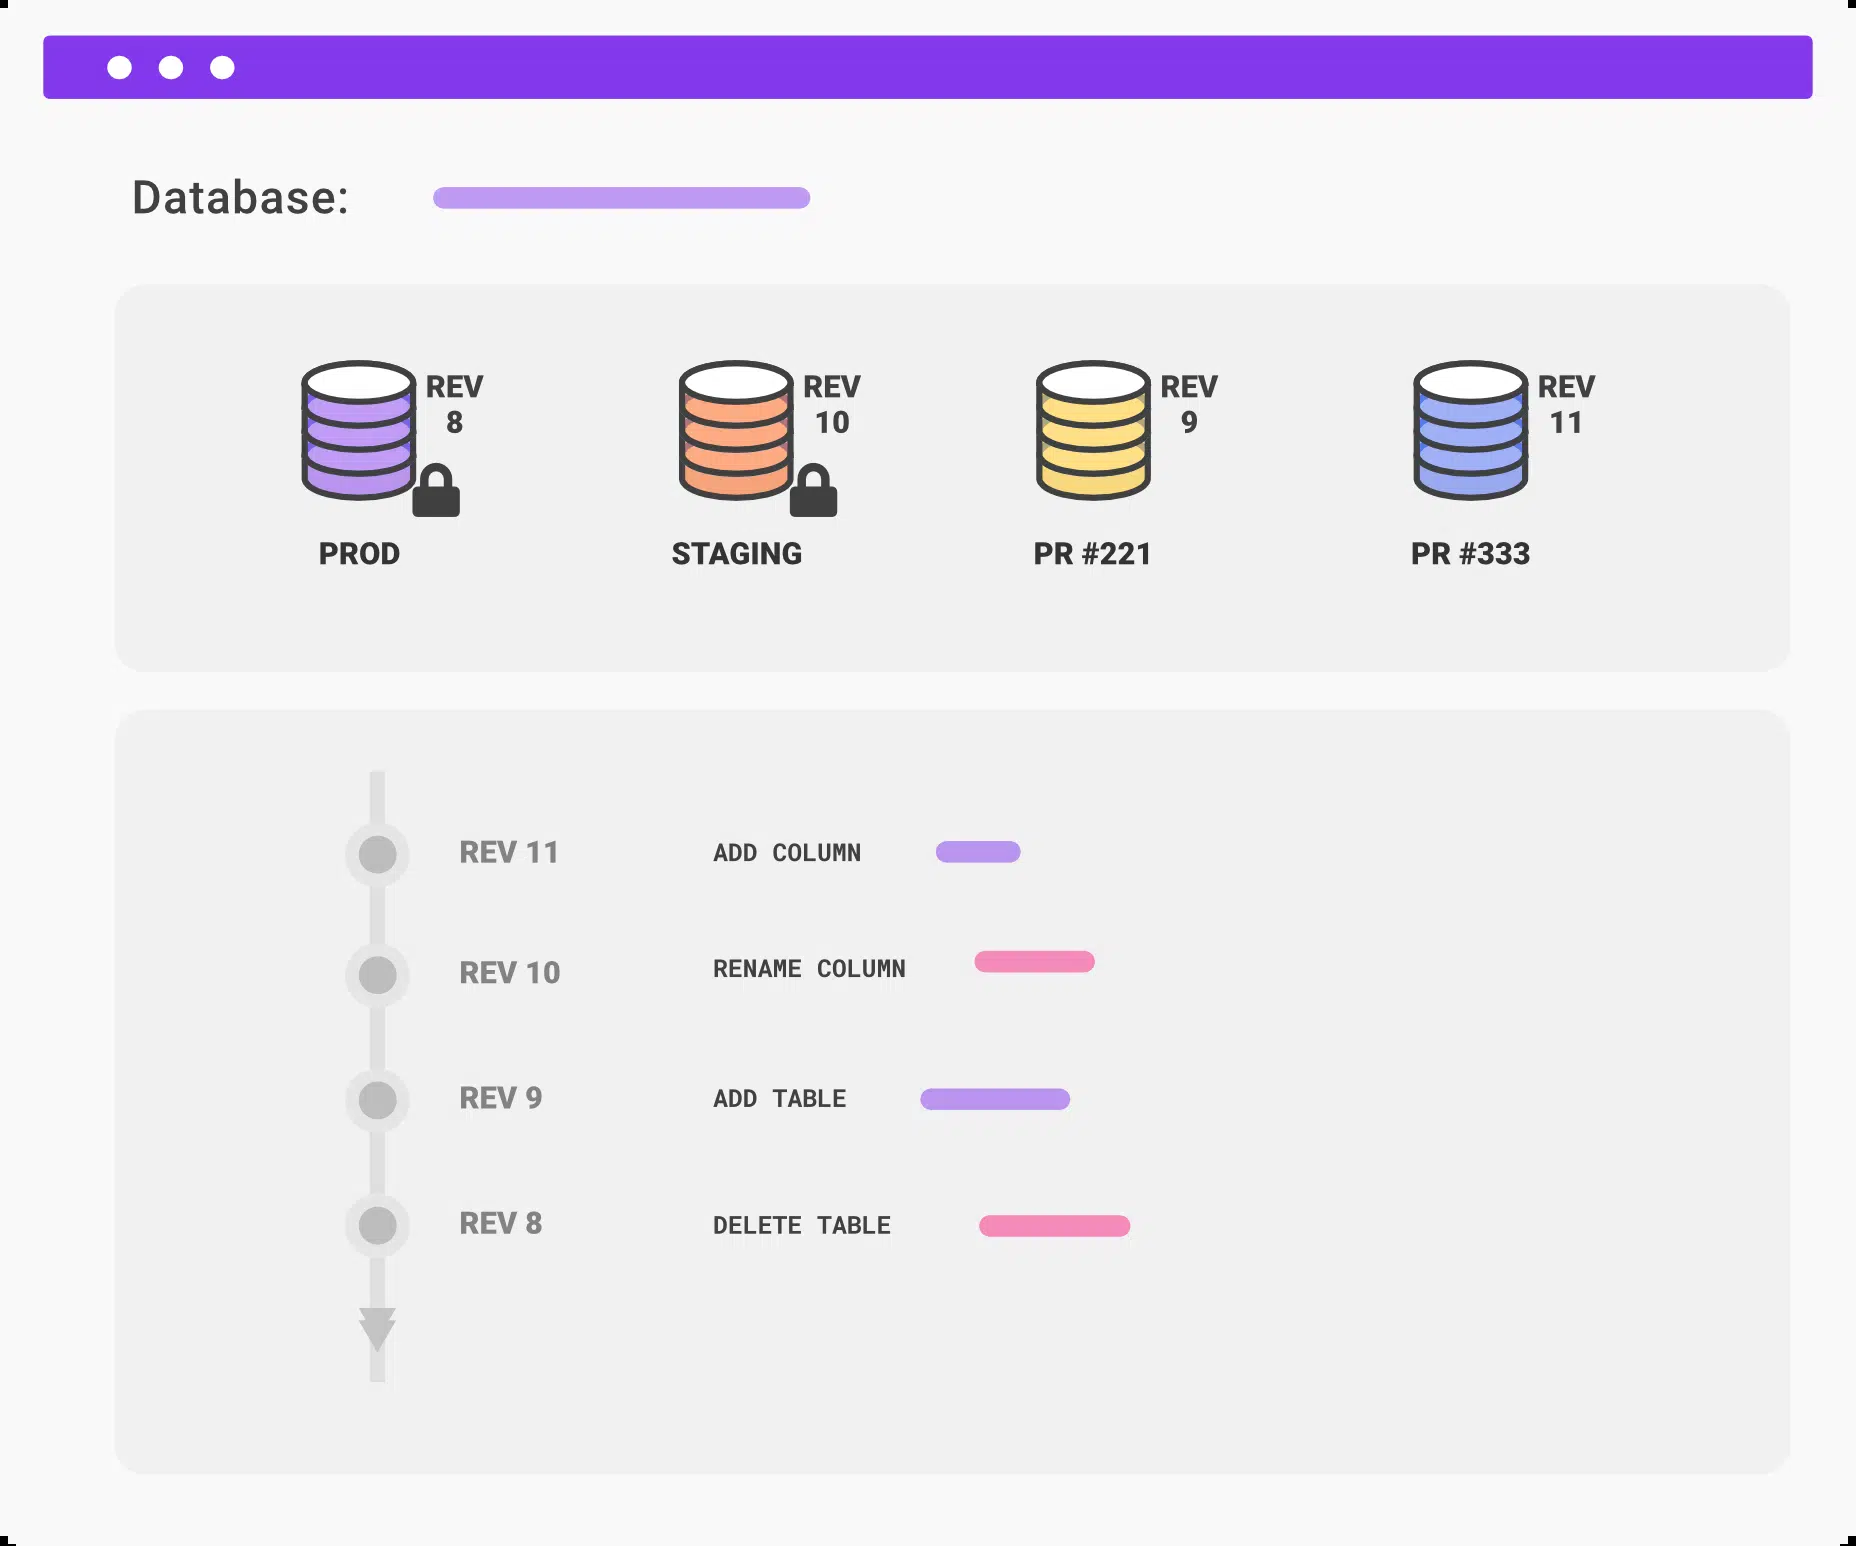 Database:
REV
8
REV
10
REV
9
REV
11
PROD
STAGING
PR #221
PR #333
REV 11
ADD COLUMN
REV 10
RENAME COLUMN
REV 9
ADD TABLE
REV 8
DELETE TABLE